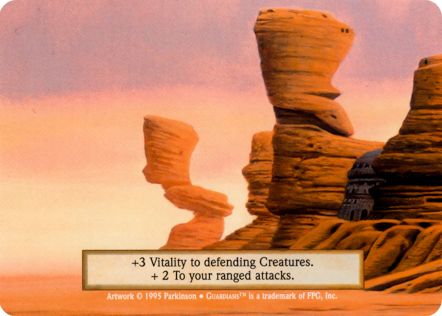 +3 Vitality to defending Creatures.
+ 2 To your ranged attacks.
Artwork © 1995 Parkinson • GUARDIANS™ is a trademark of FPG, Inc.